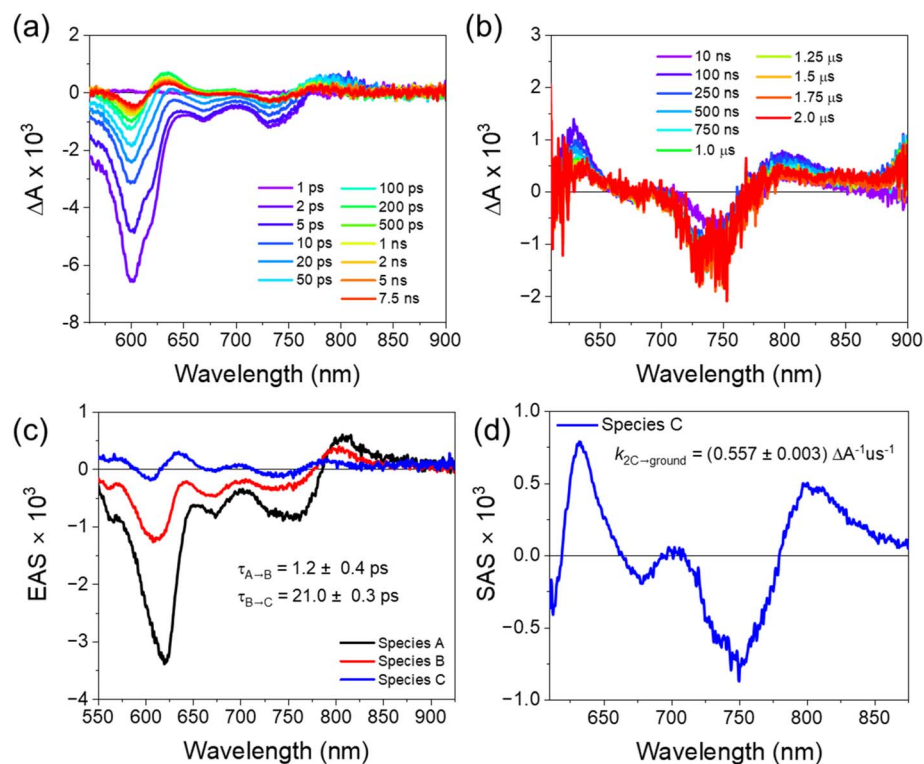 (a)
2
0
−2
−4
−6
−8
ΔA x 10³
1 ps
2 ps
5 ps
10 ps
20 ps
50 ps
100 ps
200 ps
500 ps
1 ns
2 ns
5 ns
7.5 ns
600 650 700 750 800 850 900
Wavelength (nm)
(b)
3
2
1
0
−1
−2
ΔA x 10³
10 ns
100 ns
250 ns
500 ns
750 ns
1.0 μs
1.25 μs
1.5 μs
1.75 μs
2.0 μs
650 700 750 800 850 900
Wavelength (nm)
(c)
1
0
−1
−2
−3
−4
EAS × 10³
τA→B = 1.2 ± 0.4 ps
τB→C = 21.0 ± 0.3 ps
Species A
Species B
Species C
550 600 650 700 750 800 850 900
Wavelength (nm)
(d)
1.0
0.5
0.0
−0.5
−1.0
SAS × 10³
Species C
k2C→ground = (0.557 ± 0.003) ΔA⁻¹us⁻¹
650 700 750 800 850
Wavelength (nm)